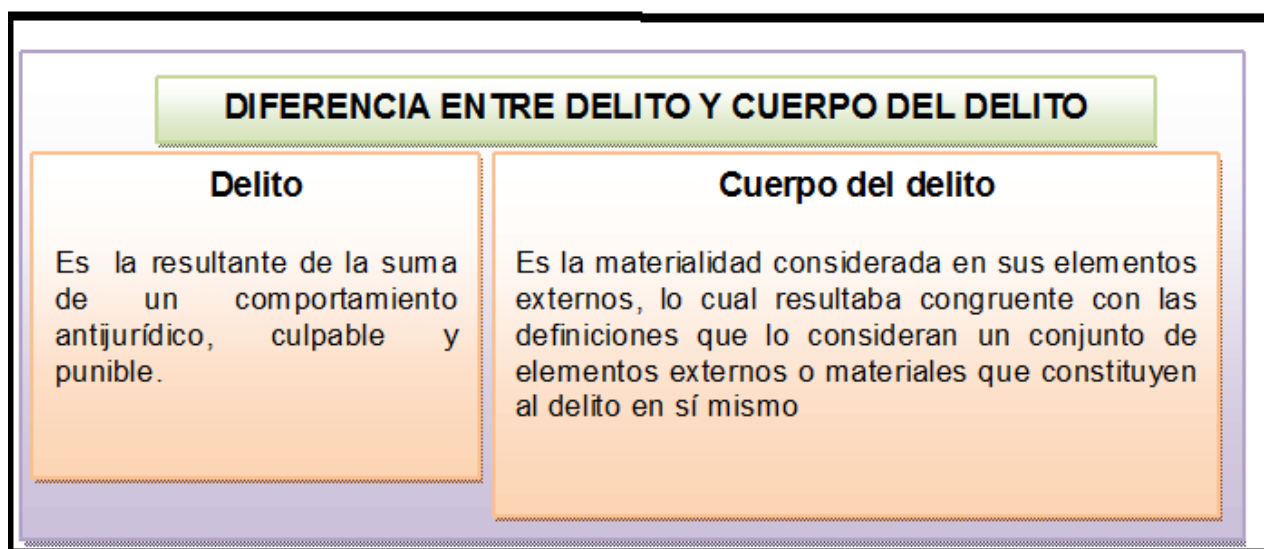 DIFERENCIA ENTRE DELITO Y CUERPO DEL DELITO
Delito
Es la resultante de la suma
de un comportamiento
antijurídico, culpable y
punible.
Cuerpo del delito
Es la materialidad considerada en sus elementos
externos, lo cual resultaba congruente con las
definiciones que lo consideran un conjunto de
elementos externos o materiales que constituyen
al delito en sí mismo